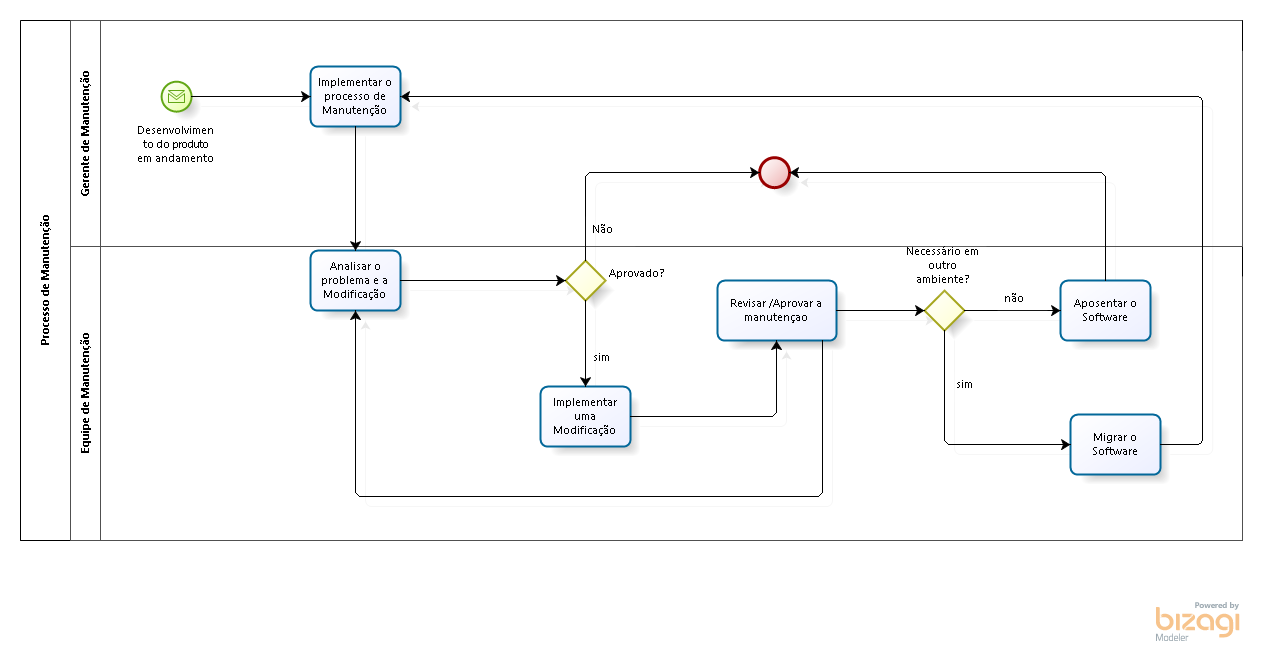 Processo de Manutenção
Gerente de Manutenção
Desenvolvimen
to do produto
em andamento
Implementar o
processo de
Manutenção
Não
Equipe de Manutenção
Analisar o
problema e a
Modificação
Aprovado?
sim
Implementar
uma
Modificação
Revisar /Aprovar a
manutençao
Necessário em
outro
ambiente?
não
sim
Aposentar o
Software
Migrar o
Software
Powered by
bizagi
Modeler